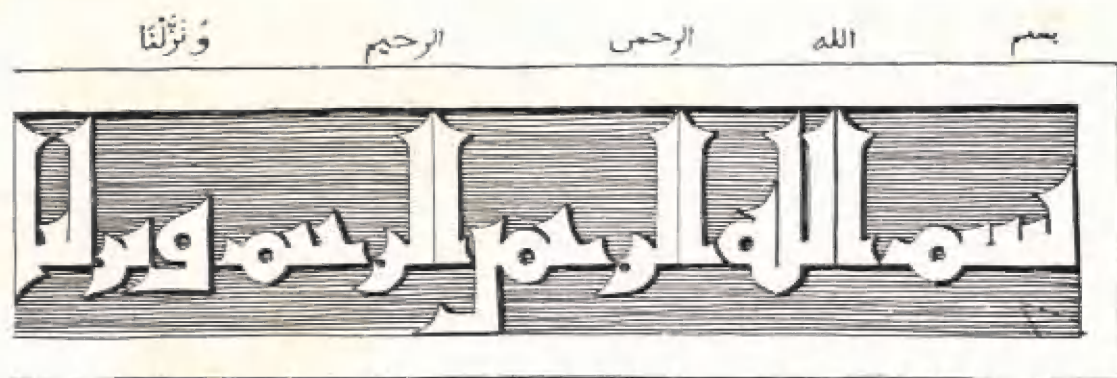 بسم الله الرحمن الرحيم وَنَزَّلْنَا
بسم الله الرحمن الرحيم ونزلنا